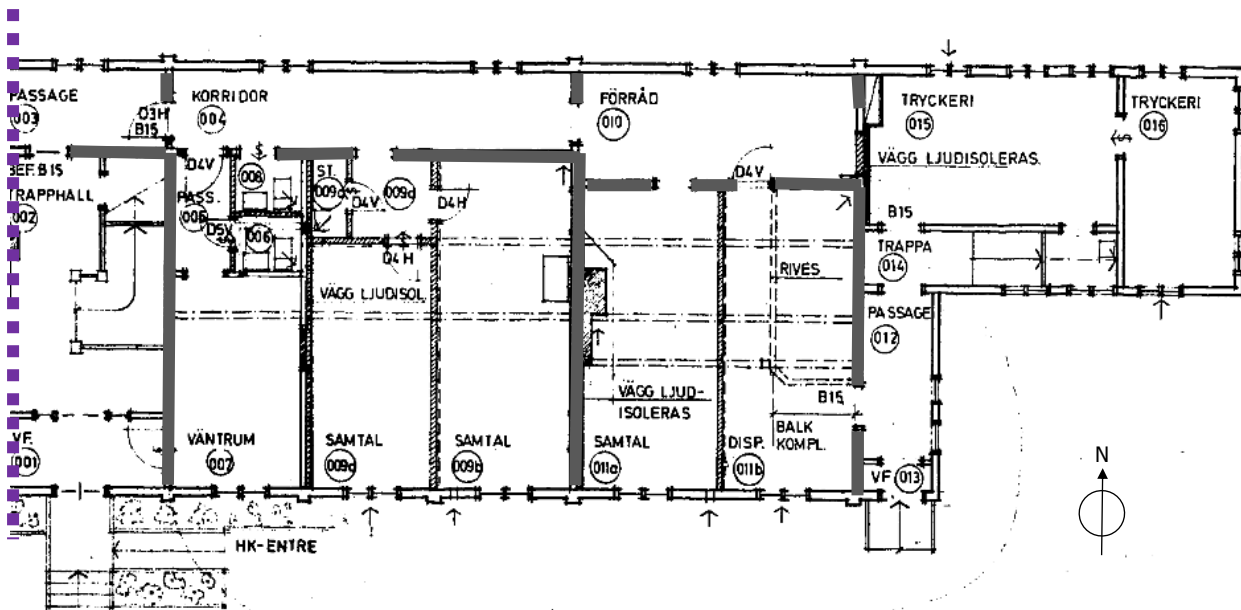 PASSAGE
003
D3H
B15
KORRIDOR
004
FÖRRÅD
010
TRYCKERI
015
TRYCKERI
016
VÄGG LJUDISOLERAS.
BEF. B15
TRAPPHALL
002
D4V
PASS.
005
D5V
008
006
ST.
D4V
009d
D4H
D4H
D4V
B15
TRAPPA
014
VÄGG LJUDISOL.
RIVES
PASSAGE
012
VÄGG LJUD-
ISOLERAS
B15
BALK
KOMPL.
VF.
001
VÄNTRUM
007
SAMTAL
SAMTAL
009b
SAMTAL
011a
DISP.
011b
VF
013
HK-ENTRE
N